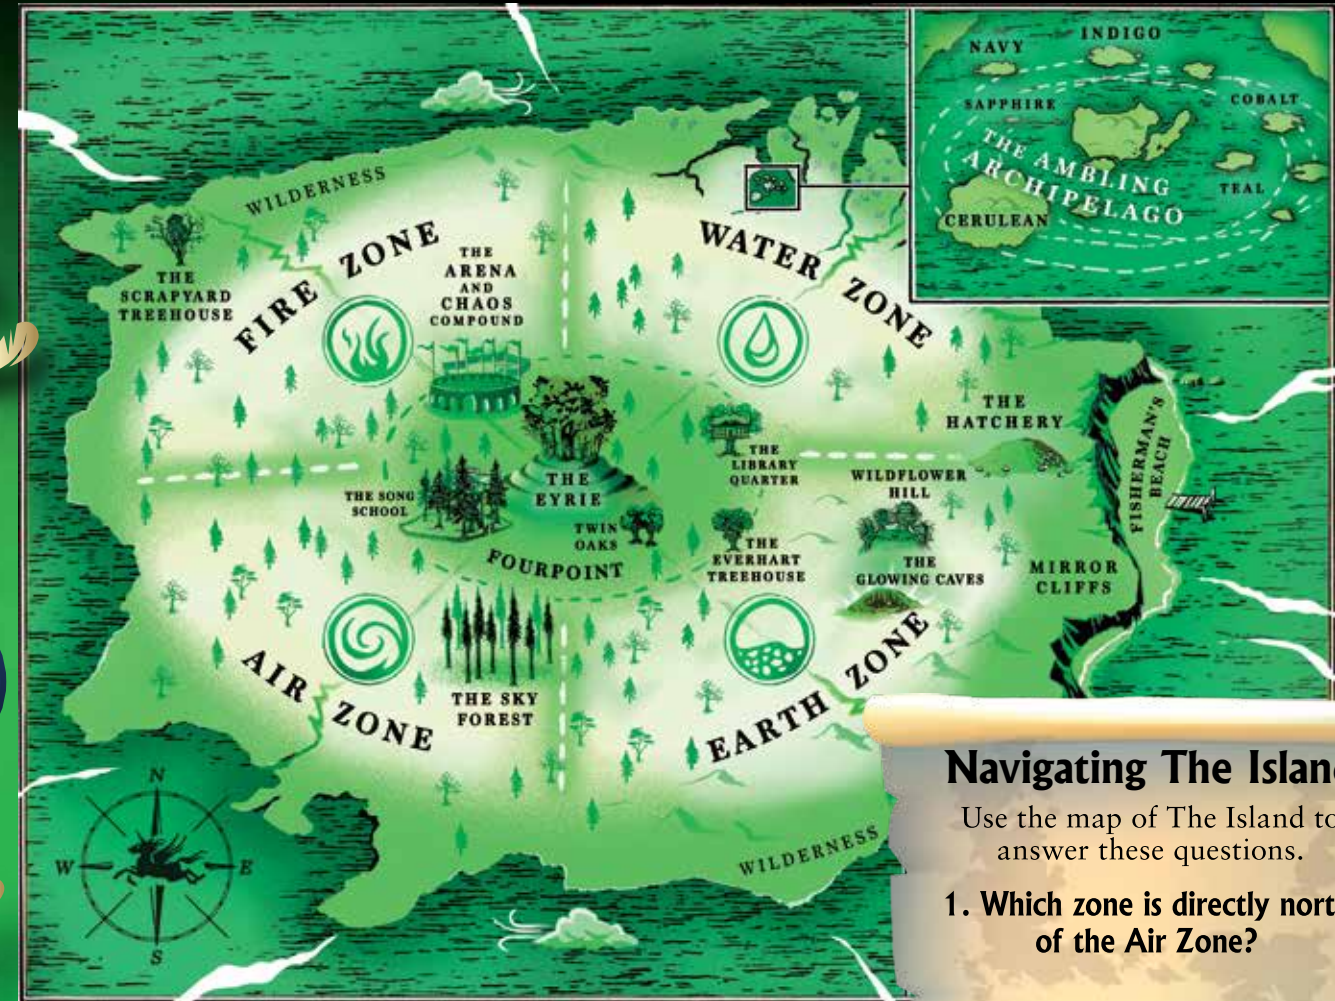 NAVY
INDIGO
SAPPHIRE
COBALT
THE AMBLING
ARCHIPELAGO
TEAL
CERULEAN
WILDERNESS
THE
SCRAPYARD
TREEHOUSE
FIRE ZONE
THE
ARENA
AND
CHAOS
COMPOUND
WATER ZONE
THE
HATCHERY
FISHERMAN'S
BEACH
THE
LIBRARY
QUARTER
WILDFLOWER
HILL
THE SONG
SCHOOL
THE
EYRIE
TWIN
OAKS
THE
EVERHART
TREEHOUSE
FOURPOINT
THE
GLOWING CAVES
MIRROR
CLIFFS
AIR ZONE
THE SKY
FOREST
EARTH ZONE
WILDERNESS
N
W
E
S
Navigating The Islan
Use the map of The Island to
answer these questions.
1. Which zone is directly nort
of the Air Zone?